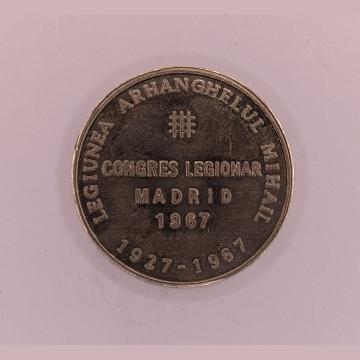 LEGIUNEA ARHANGHELUL MIHAIL
CONGRES LEGIONAR
MADRID
1967
1927-1967